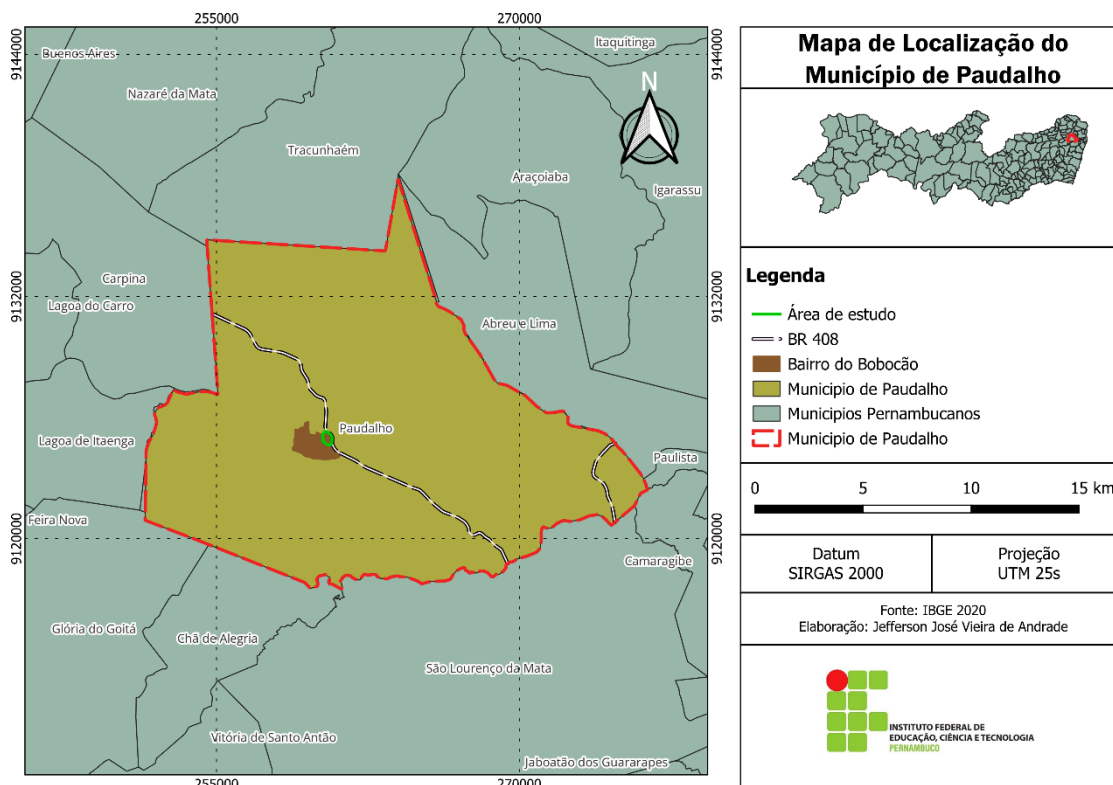 255000
270000
9144000
9144000
Buenos Aires
Itaquitinga
Nazaré da Mata
N
Tracunhaém
Araçoiaba
Igarassu
Carpina
9132000
9132000
Lagoa do Carro
Abreu e Lima
Paudalho
Lagoa de Itaenga
Paulista
Feira Nova
9120000
9120000
Camaragibe
Glória do Goitá
Chã de Alegria
São Lourenço da Mata
Vitória de Santo Antão
Jaboatão dos Guararapes
255000
270000
Mapa de Localização do
Município de Paudalho
Legenda
Área de estudo
BR 408
Bairro do Bobocão
Municipio de Paudalho
Municipios Pernambucanos
Municipio de Paudalho
0 5 10 15 km
Datum
SIRGAS 2000
Projeção
UTM 25s
Fonte: IBGE 2020
Elaboração: Jefferson José Vieira de Andrade
INSTITUTO FEDERAL DE
EDUCAÇÃO, CIÊNCIA E TECNOLOGIA
PERNAMBUCO